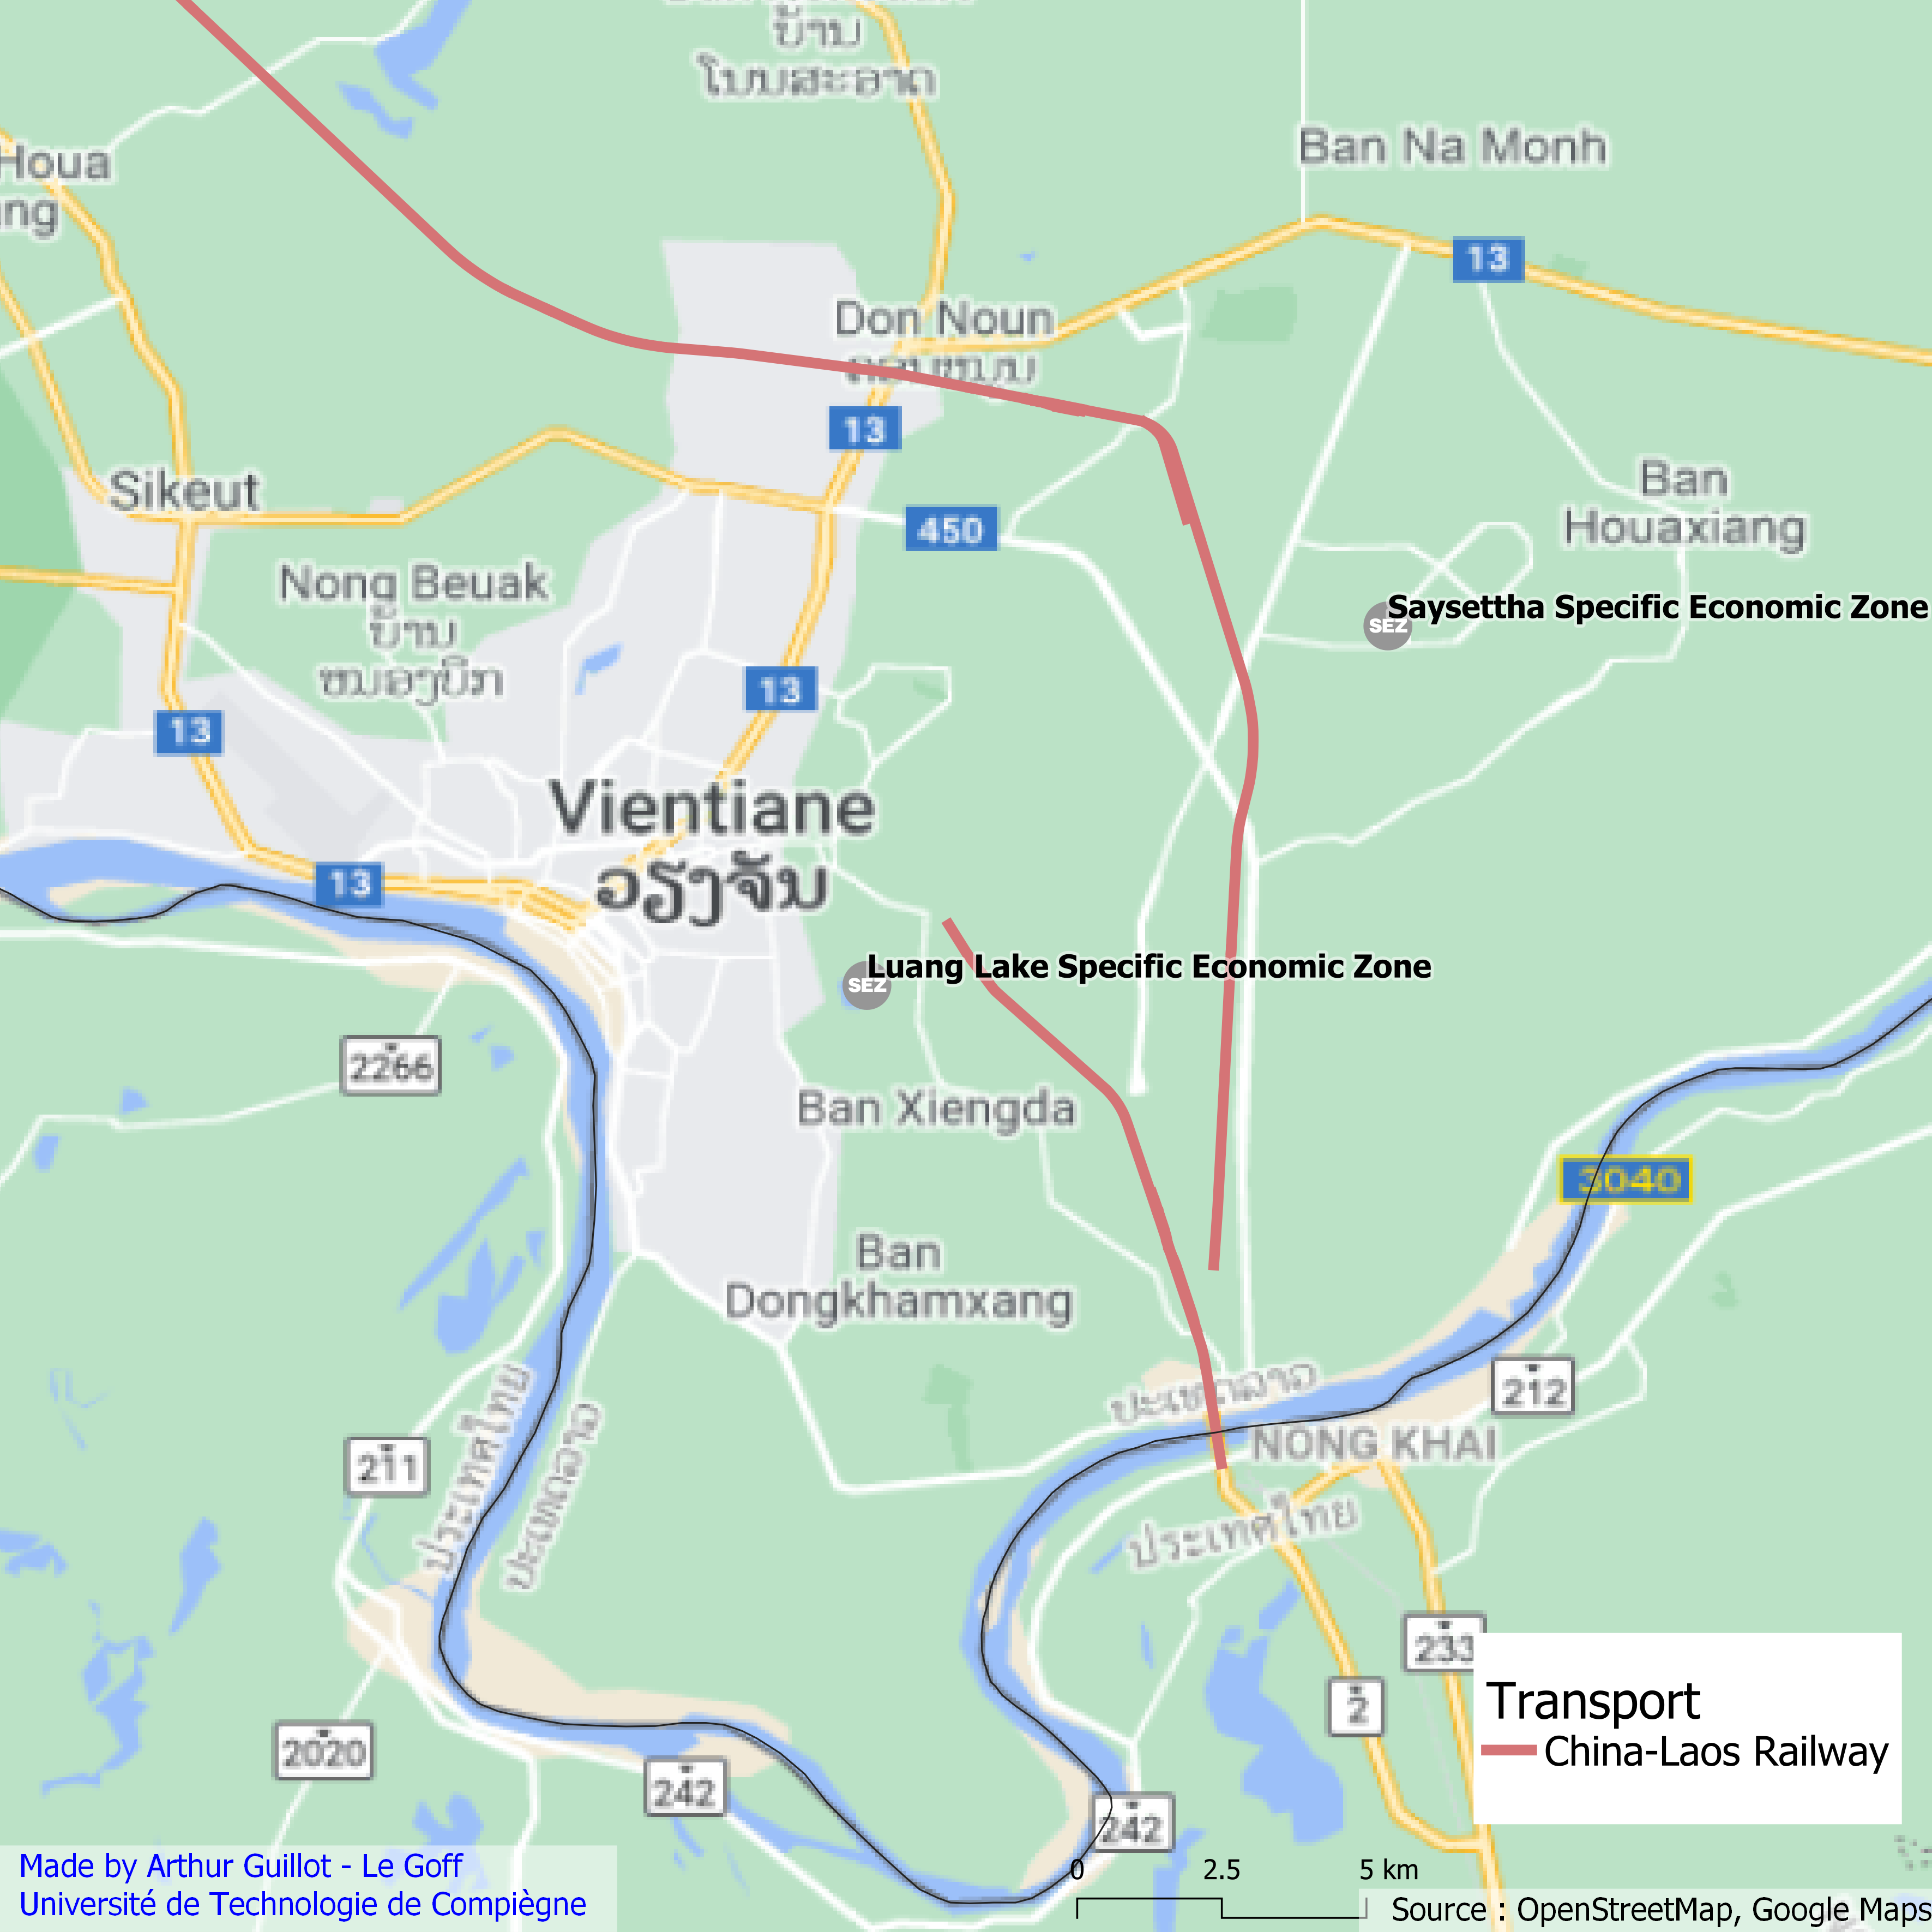 ບ້ານ
ໂນນສະອາດ
Houa
ng
Ban Na Monh
13
Don Noun
ດອນໜູນ
13
Sikeut
450
Ban
Houaxiang
Nong Beuak
ບ້ານ
ໜອງບຶກ
Saysettha Specific Economic Zone
SEZ
13
13
Vientiane
ວຽງຈັນ
13
Luang Lake Specific Economic Zone
SEZ
2266
Ban Xiengda
3040
Ban
Dongkhamxang
ປະເທດລາວ
212
NONG KHAI
ประเทศไทย
ປະເທດລາວ
211
ประเทศไทย
233
2
2020
242
242
Transport
China-Laos Railway
Made by Arthur Guillot - Le Goff
Université de Technologie de Compiègne
0 2.5 5 km
Source : OpenStreetMap, Google Maps